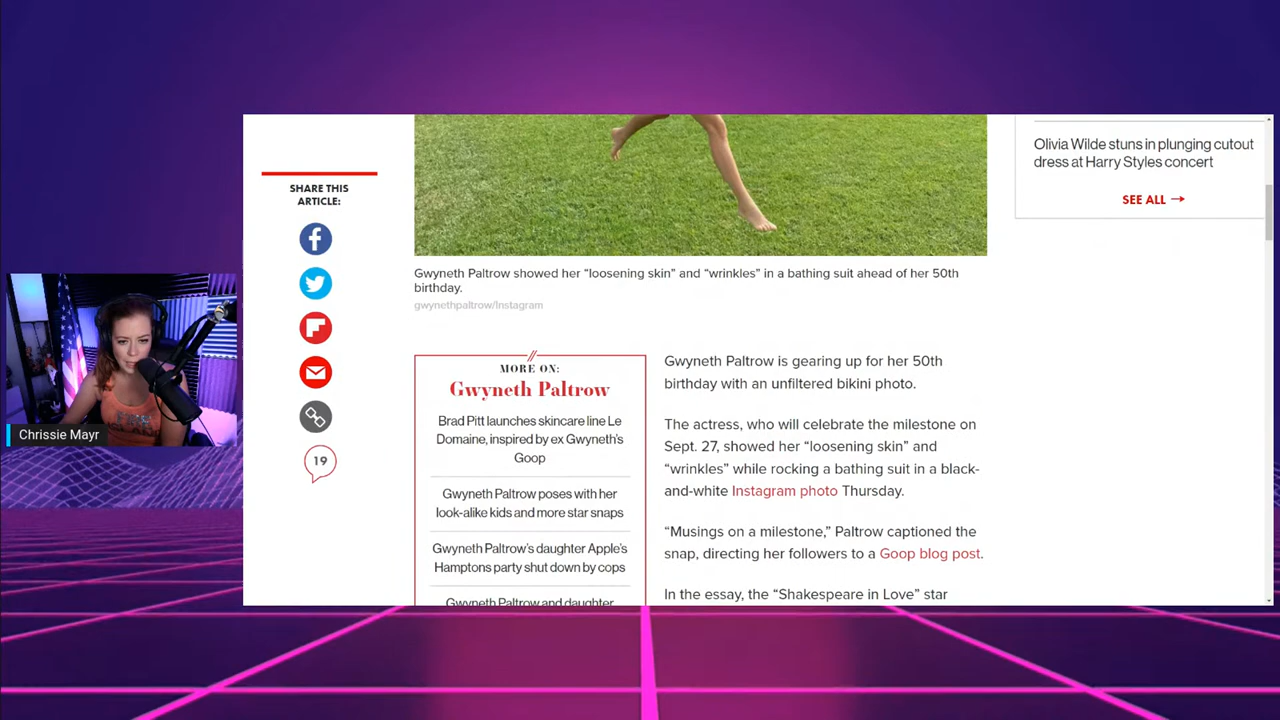 SHARE THIS
ARTICLE:
19
Chrissie Mayr
Gwyneth Paltrow showed her “loosening skin” and “wrinkles” in a bathing suit ahead of her 50th
birthday.
gwynethpaltrow/Instagram
MORE ON:
Gwyneth Paltrow
Brad Pitt launches skincare line Le
Domaine, inspired by ex Gwyneth’s
Goop
Gwyneth Paltrow poses with her
look-alike kids and more star snaps
Gwyneth Paltrow’s daughter Apple’s
Hamptons party shut down by cops
Gwyneth Paltrow and daughter
Gwyneth Paltrow is gearing up for her 50th
birthday with an unfiltered bikini photo.
The actress, who will celebrate the milestone on
Sept. 27, showed her “loosening skin” and
“wrinkles” while rocking a bathing suit in a black-
and-white Instagram photo Thursday.
“Musings on a milestone,” Paltrow captioned the
snap, directing her followers to a Goop blog post.
In the essay, the “Shakespeare in Love” star
Olivia Wilde stuns in plunging cutout
dress at Harry Styles concert
SEE ALL